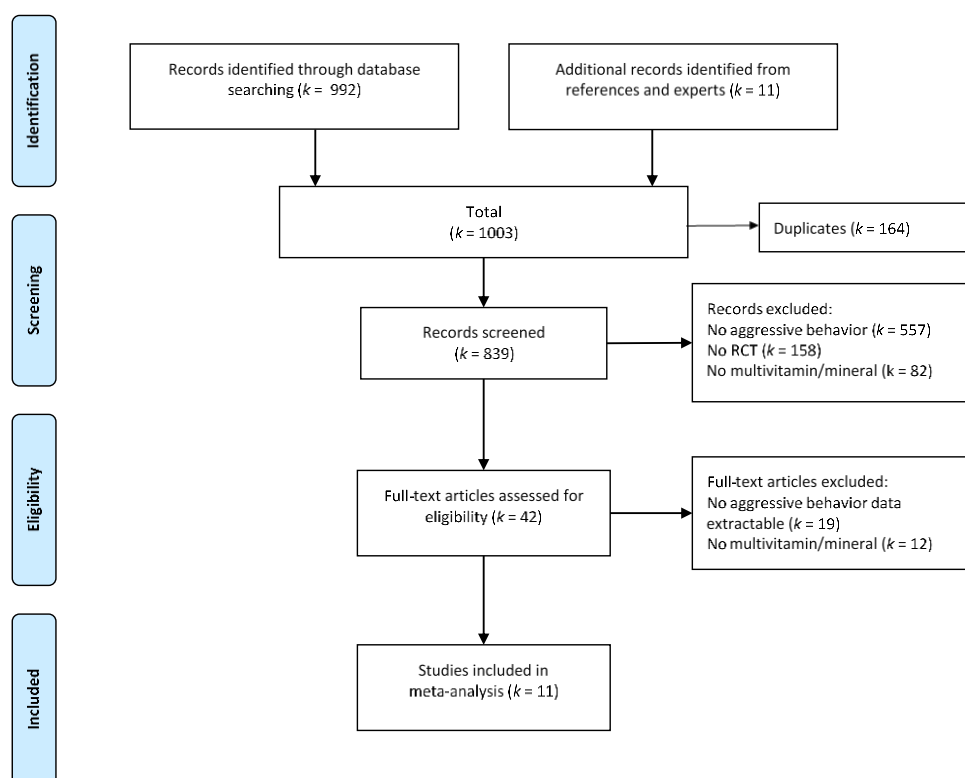 Identification
Records identified through database
searching (k = 992)
Additional records identified from
references and experts (k = 11)
Total
(k = 1003)
Duplicates (k = 164)
Screening
Records screened
(k = 839)
Records excluded:
No aggressive behavior (k = 557)
No RCT (k = 158)
No multivitamin/mineral (k = 82)
Eligibility
Full-text articles assessed for
eligibility (k = 42)
Full-text articles excluded:
No aggressive behavior data
extractable (k = 19)
No multivitamin/mineral (k = 12)
Included
Studies included in
meta-analysis (k = 11)